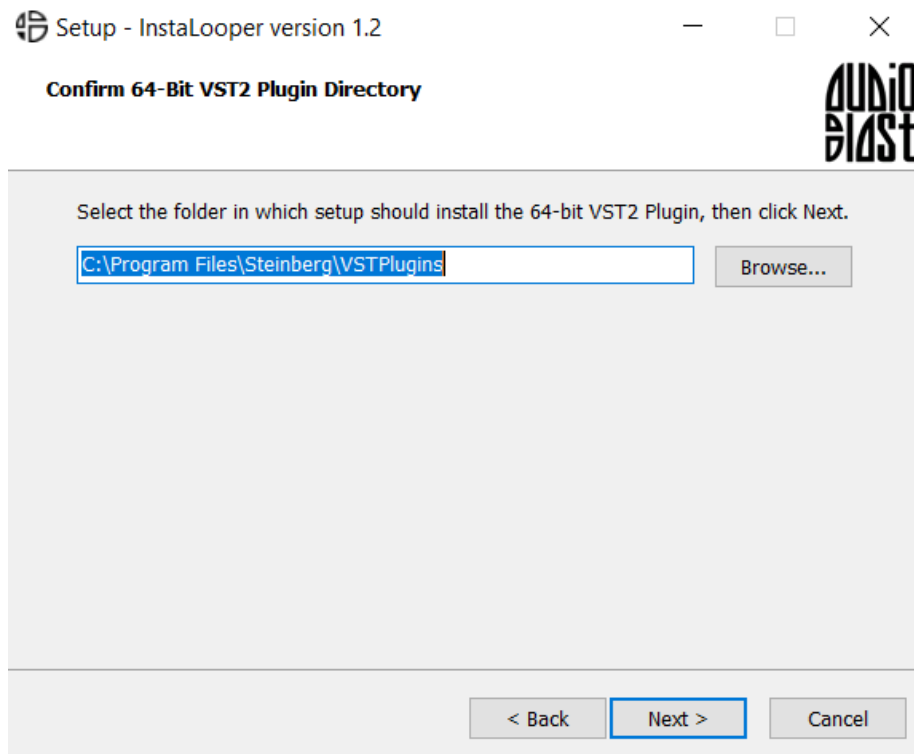 Setup - InstaLooper version 1.2
Confirm 64-Bit VST2 Plugin Directory
AUDiO
BlAST
Select the folder in which setup should install the 64-bit VST2 Plugin, then click Next.
C:\Program Files\Steinberg\VSTPlugins
Browse...
< Back
Next >
Cancel